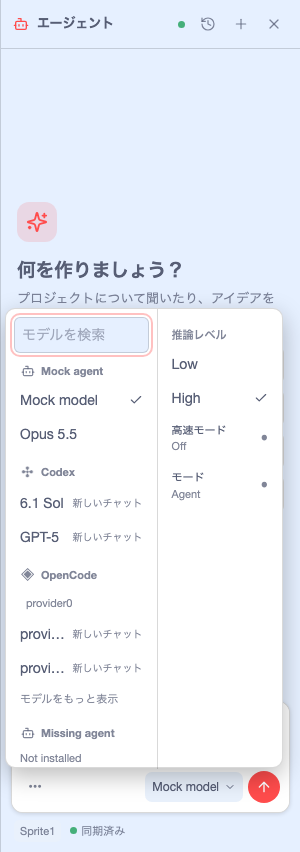 エージェント
何を作りましょう？
プロジェクトについて聞いたり、アイデアを
モデルを検索
Mock agent
Mock model
Opus 5.5
Codex
6.1 Sol 新しいチャット
GPT-5 新しいチャット
OpenCode
provider0
provi... 新しいチャット
provi... 新しいチャット
モデルをもっと表示
Missing agent
Not installed
推論レベル
Low
High
高速モード
Off
モード
Agent
Mock model
Sprite1 同期済み